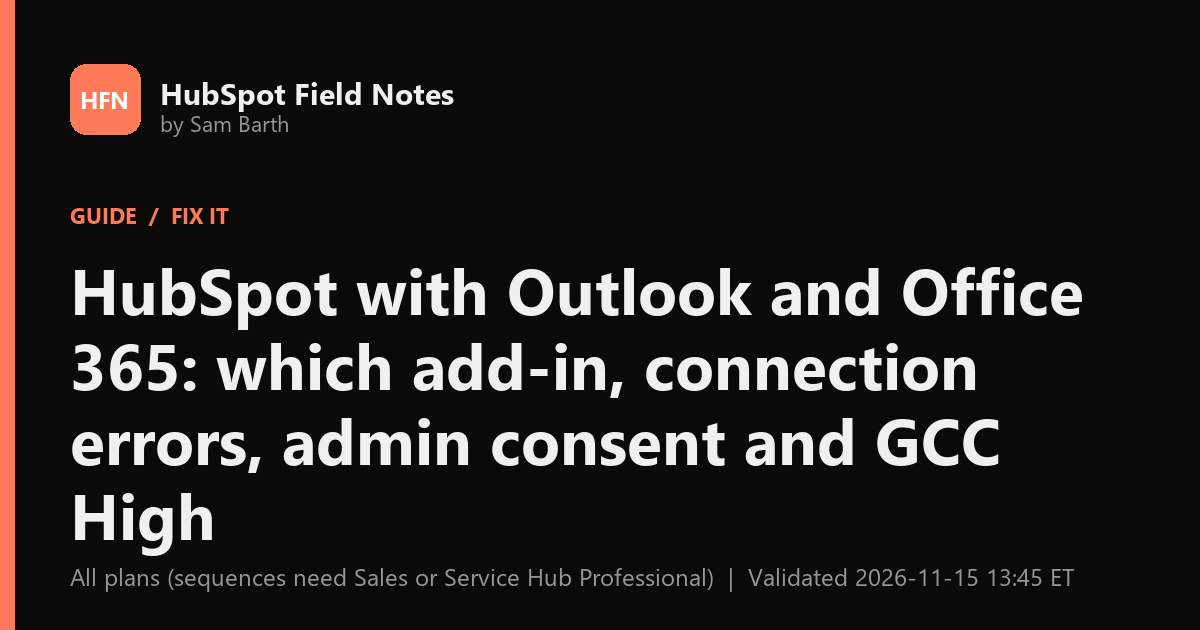 HFN
HubSpot Field Notes
by Sam Barth
GUIDE / FIX IT
HubSpot with Outlook and Office
365: which add-in, connection
errors, admin consent and GCC
High
All plans (sequences need Sales or Service Hub Professional) | Validated 2026-11-15 13:45 ET